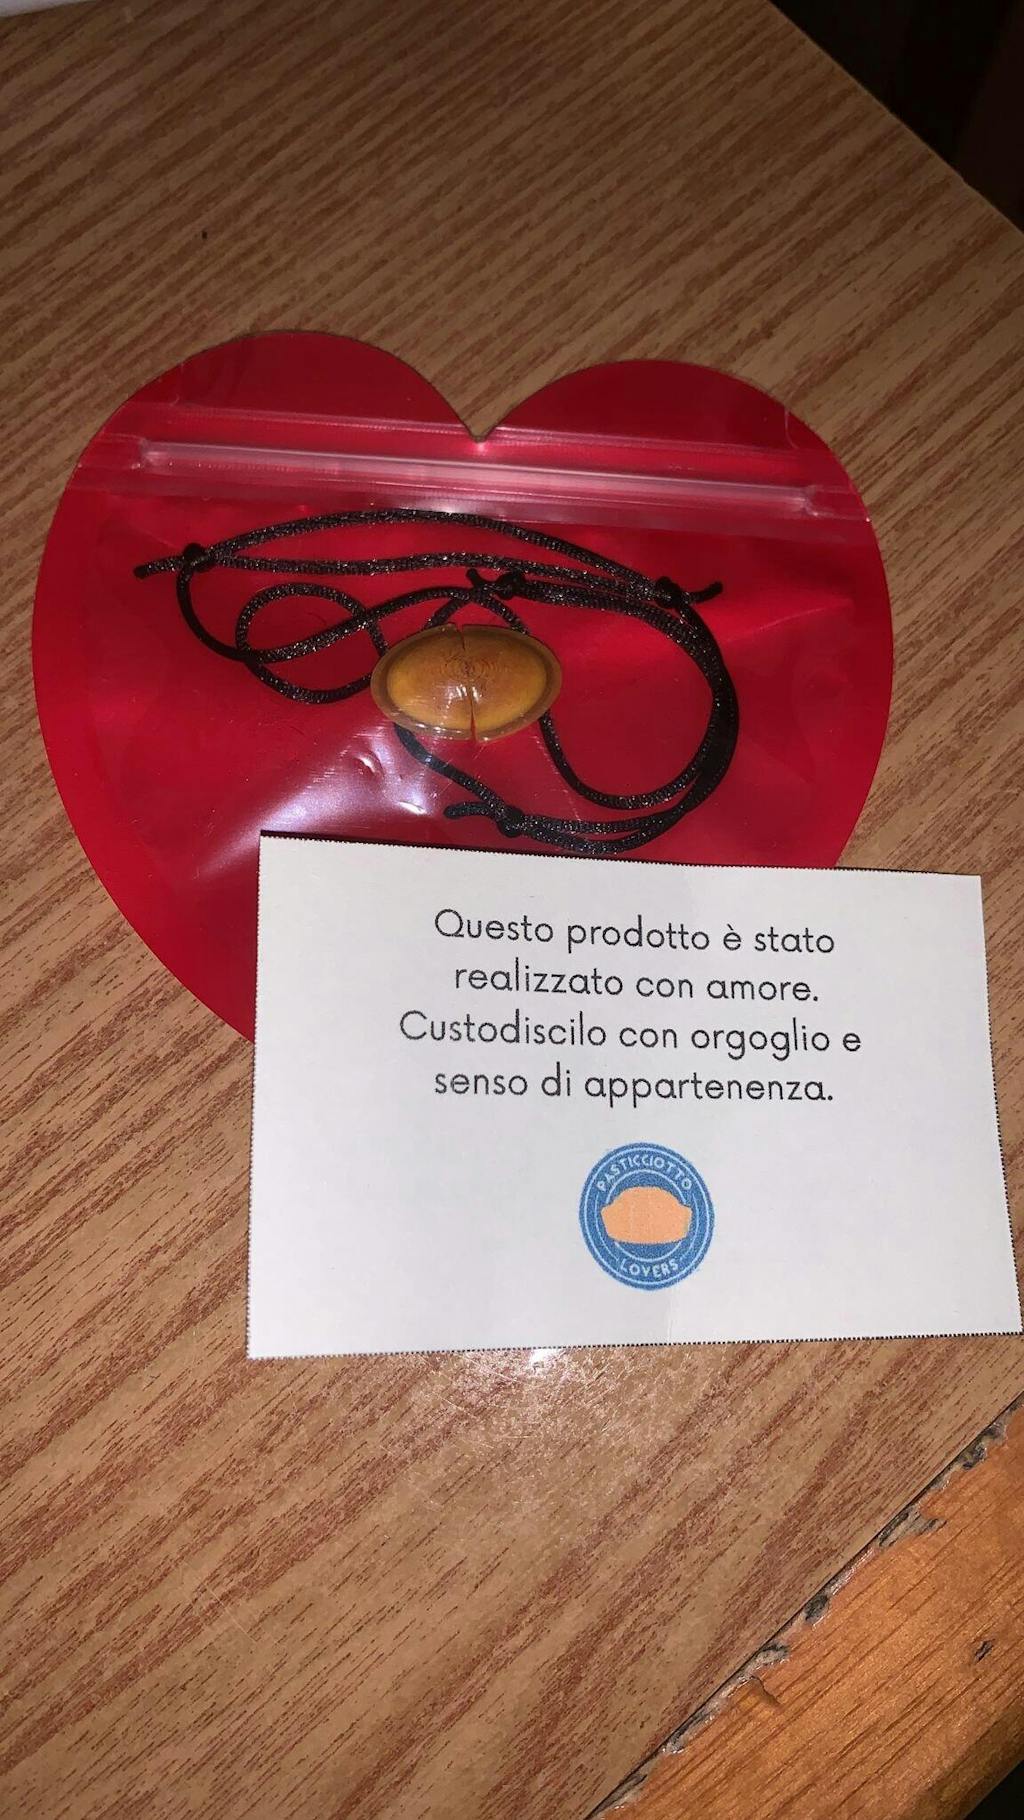 Questo prodotto è stato
realizzato con amore.
Custodiscilo con orgoglio e
senso di appartenenza.
PASTICCIOTTO
LOVERS